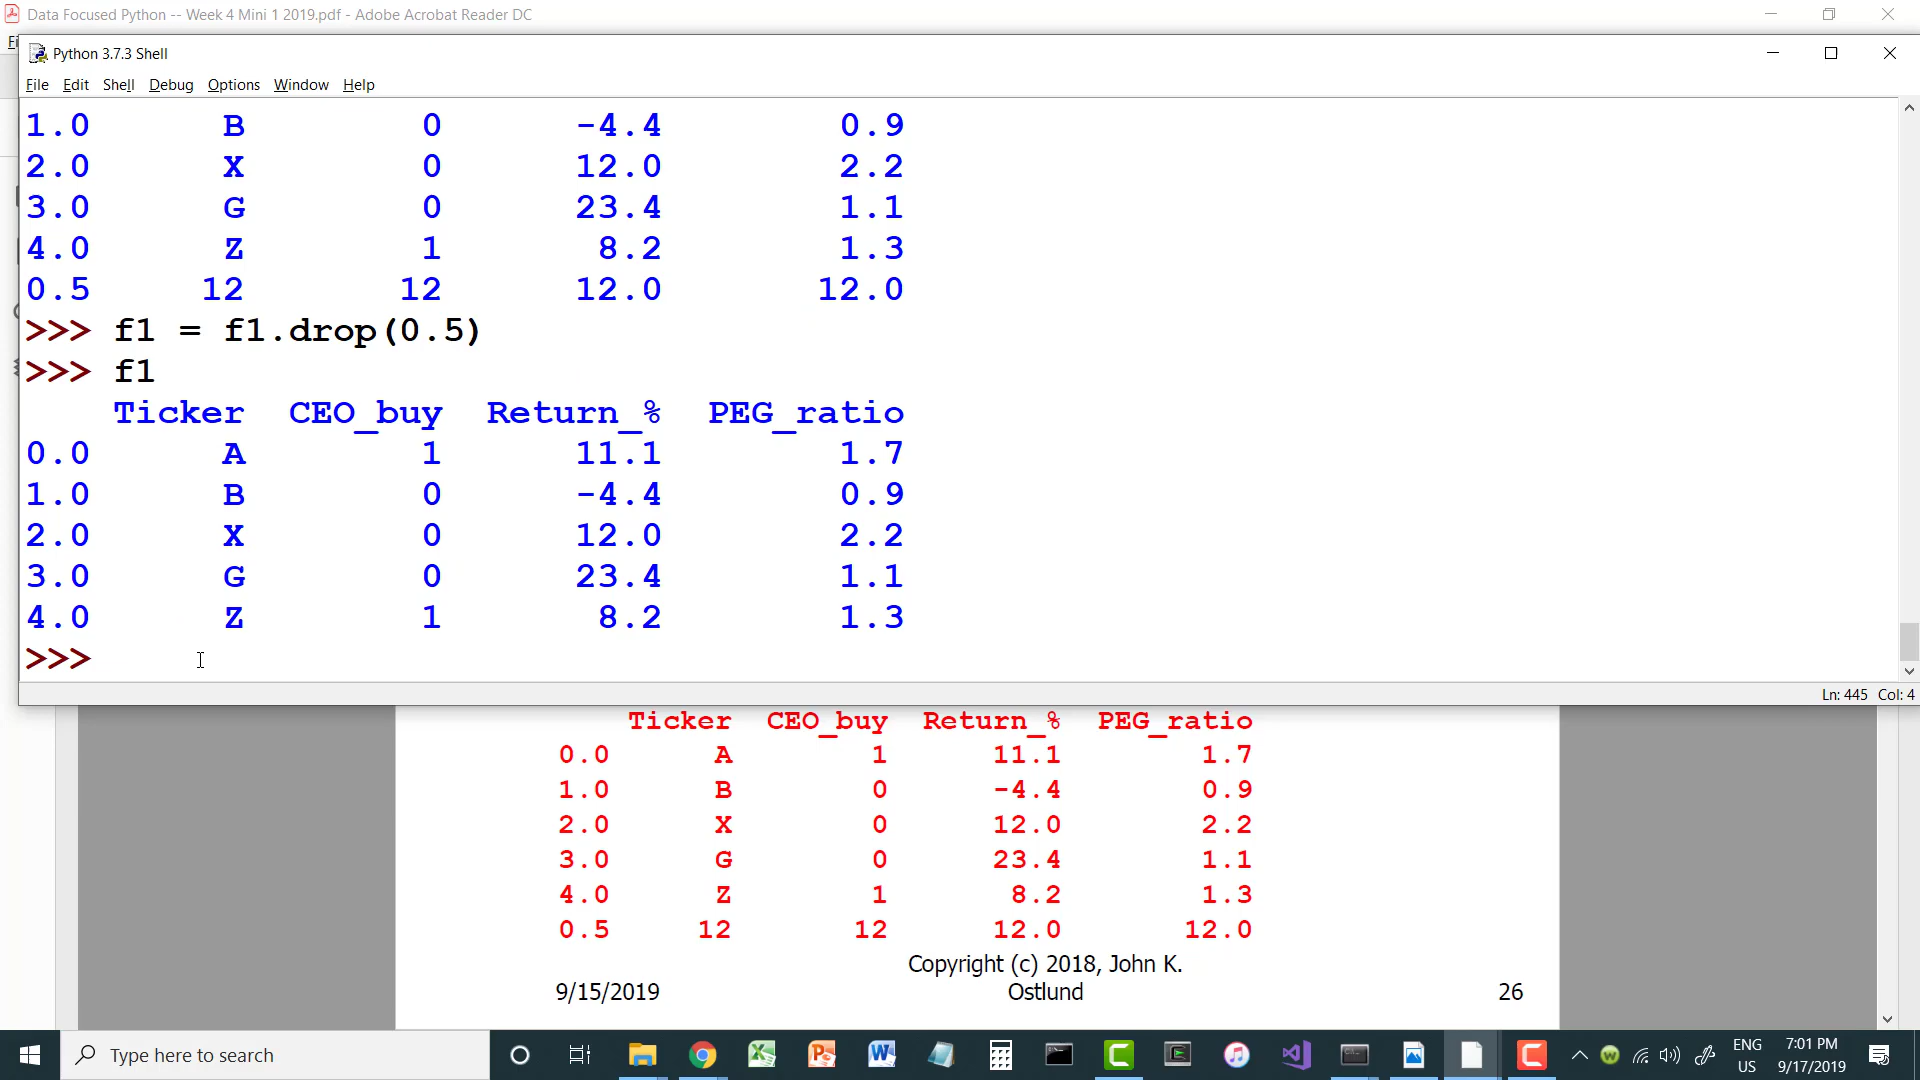 Data Focused Python -- Week 4 Mini 1 2019.pdf - Adobe Acrobat Reader DC
Python 3.7.3 Shell
File Edit Shell Debug Options Window Help
1.0 B 0 -4.4 0.9
2.0 X 0 12.0 2.2
3.0 G 0 23.4 1.1
4.0 Z 1 8.2 1.3
0.5 12 12 12.0 12.0
>>> f1 = f1.drop(0.5)
>>> f1
Ticker CEO_buy Return_% PEG_ratio
0.0 A 1 11.1 1.7
1.0 B 0 -4.4 0.9
2.0 X 0 12.0 2.2
3.0 G 0 23.4 1.1
4.0 Z 1 8.2 1.3
>>>
Ln: 445 Col: 4
Ticker CEO_buy Return_% PEG_ratio
0.0 A 1 11.1 1.7
1.0 B 0 -4.4 0.9
2.0 X 0 12.0 2.2
3.0 G 0 23.4 1.1
4.0 Z 1 8.2 1.3
0.5 12 12 12.0 12.0
Copyright (c) 2018, John K.
9/15/2019 Ostlund 26
Type here to search
ENG 7:01 PM
US 9/17/2019